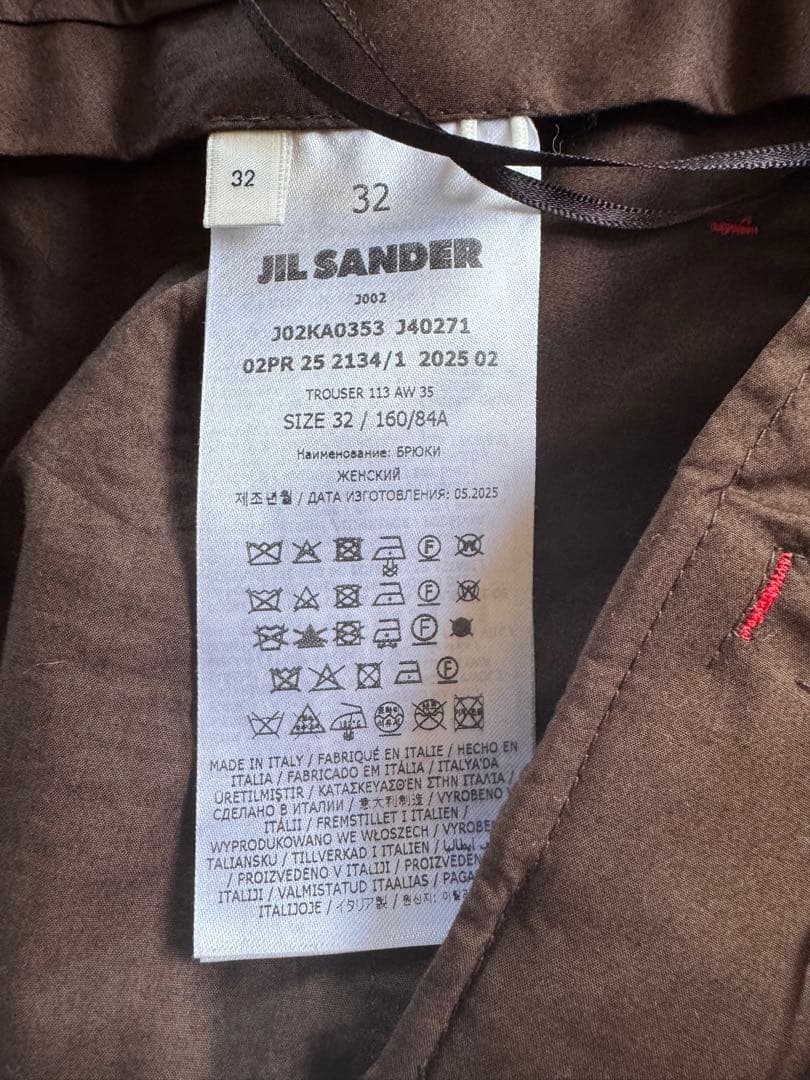 32
32
JIL SANDER
J002
J02KA0353 J40271
02PR 25 2134/1 2025 02
TROUSER 113 AW 35
SIZE 32 / 160/84A
Наименование: БРЮКИ
ЖЕНСКИЙ
제조년월 / ДАТА ИЗГОТОВЛЕНИЯ: 05.2025
MADE IN ITALY / FABRIQUÉ EN ITALIE / HECHO EN
ITALIA / FABRICADO EM ITÁLIA / ITALYA'DA
ÜRETILMIŞTIR / ΚΑΤΑΣΚΕΥΑΣΘΕΝ ΣΤΗΝ ΙΤΑΛΙΑ /
СДЕЛАНО В ИТАЛИИ / 意大利制造 / VYROBENO V
ITÁLII / FREMSTILLET I ITALIEN /
WYPRODUKOWANO WE WŁOSZECH /
TALIANSKU / TILLVERKAD I ITALIEN /
/ PROIZVEDENO V ITALIJI /
ITALIJI / VALMISTATUD ITAALIAS /
ITALIJOJE / イタリア製 / 원산지: